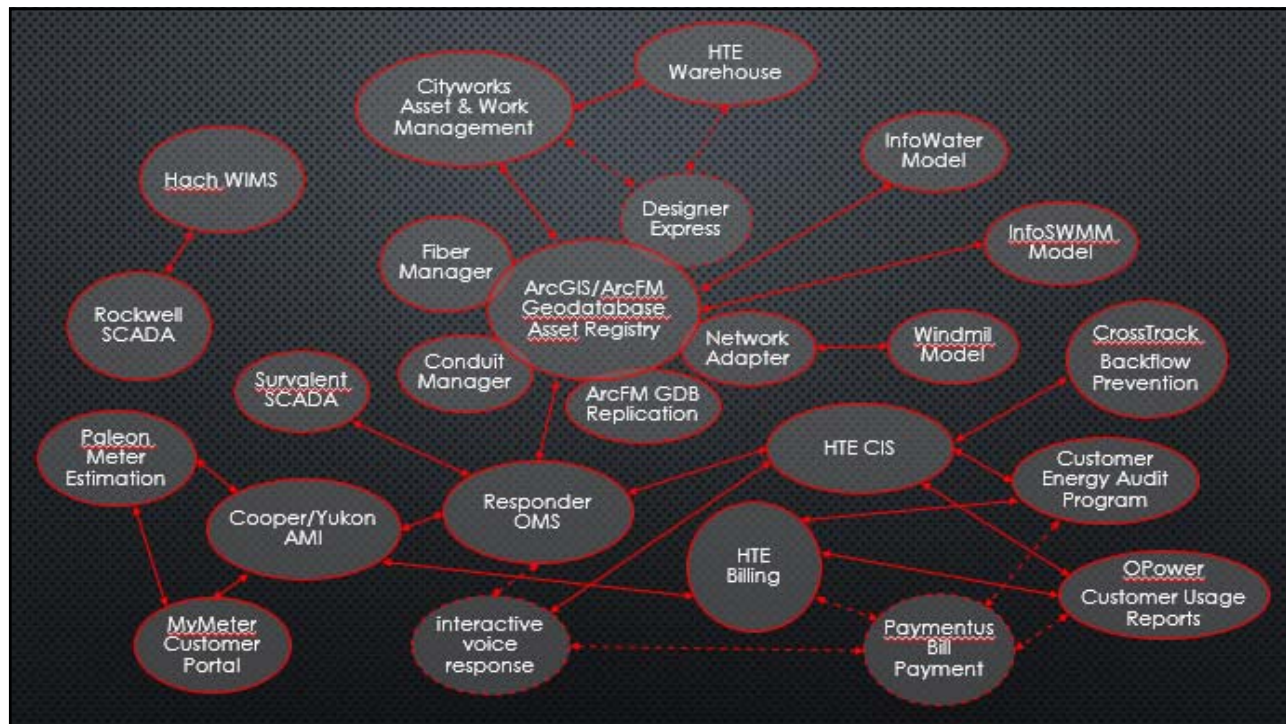 HTE
Warehouse
Cityworks
Asset & Work
Management
InfoWater
Model
Hach WIMS
Designer
Express
InfoSWMM
Model
Fiber
Manager
ArcGIS/ArcFM
Geodatabase
Asset Registry
Rockwell
SCADA
Network
Adapter
Windmil
Model
CrossTrack
Backflow
Prevention
Conduit
Manager
Survalent
SCADA
ArcFM GDB
Replication
Paleon
Meter
Estimation
HTE CIS
Customer
Energy Audit
Program
Responder
OMS
Cooper/Yukon
AMI
HTE
Billing
OPower
Customer Usage
Reports
MyMeter
Customer
Portal
interactive
voice
response
Paymentus
Bill
Payment